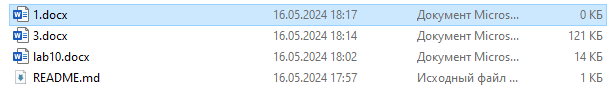 1.docx 16.05.2024 18:17 Документ Micros... 0 КБ
3.docx 16.05.2024 18:14 Документ Micros... 121 КБ
lab10.docx 16.05.2024 18:02 Документ Micros... 14 КБ
README.md 16.05.2024 17:57 Исходный файл ... 1 КБ